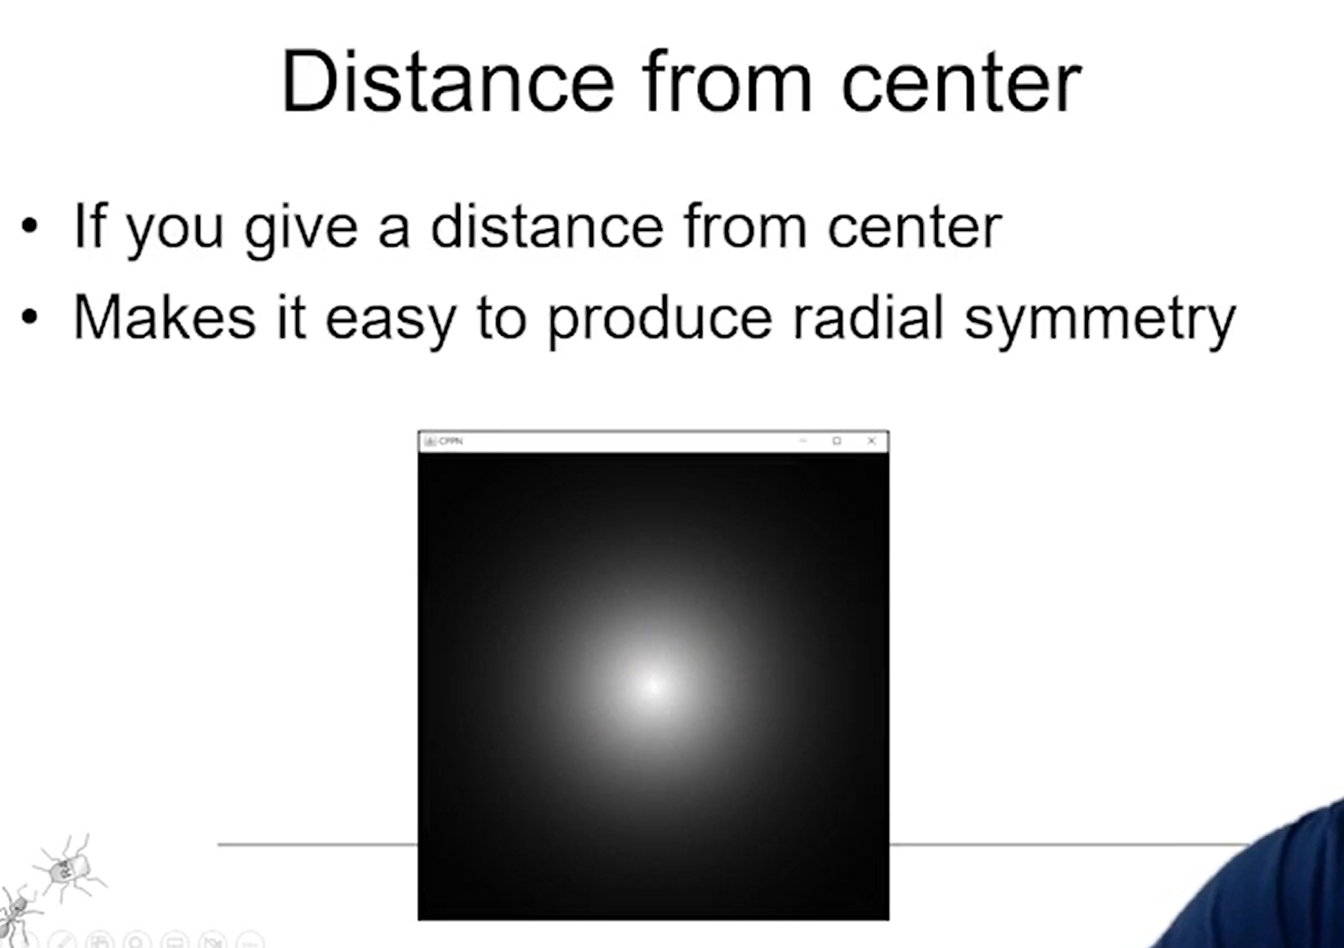 Distance from center
• If you give a distance from center
• Makes it easy to produce radial symmetry
CPPN